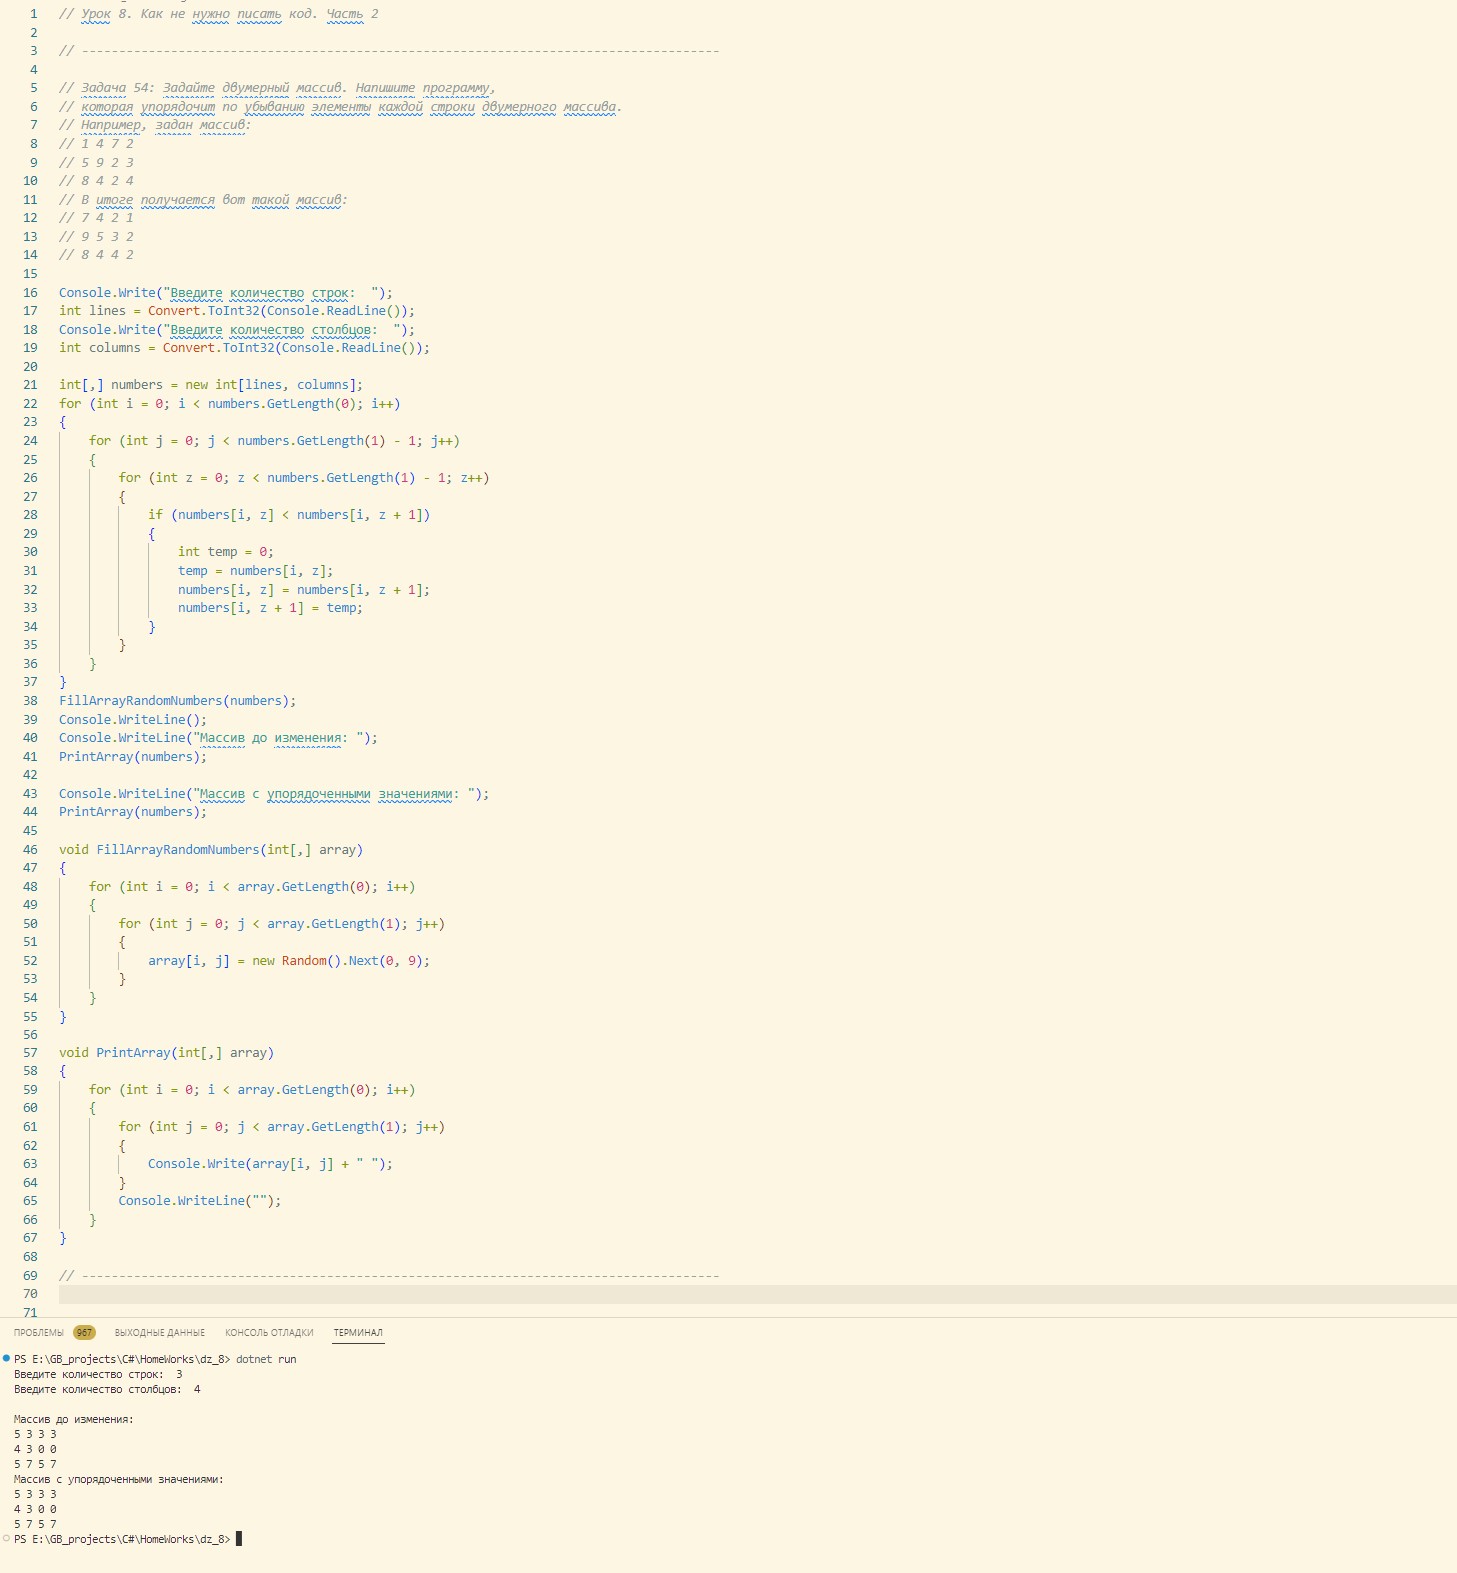 1 // Урок 8. Как не нужно писать код. Часть 2
2
3 // --------------------------------------------------------------------------------------
4
5 // Задача 54: Задайте двумерный массив. Напишите программу,
6 // которая упорядочит по убыванию элементы каждой строки двумерного массива.
7 // Например, задан массив:
8 // 1 4 7 2
9 // 5 9 2 3
10 // 8 4 2 4
11 // В итоге получается вот такой массив:
12 // 7 4 2 1
13 // 9 5 3 2
14 // 8 4 4 2
15
16 Console.Write("Введите количество строк:  ");
17 int lines = Convert.ToInt32(Console.ReadLine());
18 Console.Write("Введите количество столбцов:  ");
19 int columns = Convert.ToInt32(Console.ReadLine());
20
21 int[,] numbers = new int[lines, columns];
22 for (int i = 0; i < numbers.GetLength(0); i++)
23 {
24     for (int j = 0; j < numbers.GetLength(1) - 1; j++)
25     {
26         for (int z = 0; z < numbers.GetLength(1) - 1; z++)
27         {
28             if (numbers[i, z] < numbers[i, z + 1])
29             {
30                 int temp = 0;
31                 temp = numbers[i, z];
32                 numbers[i, z] = numbers[i, z + 1];
33                 numbers[i, z + 1] = temp;
34             }
35         }
36     }
37 }
38 FillArrayRandomNumbers(numbers);
39 Console.WriteLine();
40 Console.WriteLine("Массив до изменения: ");
41 PrintArray(numbers);
42
43 Console.WriteLine("Массив с упорядоченными значениями: ");
44 PrintArray(numbers);
45
46 void FillArrayRandomNumbers(int[,] array)
47 {
48     for (int i = 0; i < array.GetLength(0); i++)
49     {
50         for (int j = 0; j < array.GetLength(1); j++)
51         {
52             array[i, j] = new Random().Next(0, 9);
53         }
54     }
55 }
56
57 void PrintArray(int[,] array)
58 {
59     for (int i = 0; i < array.GetLength(0); i++)
60     {
61         for (int j = 0; j < array.GetLength(1); j++)
62         {
63             Console.Write(array[i, j] + " ");
64         }
65         Console.WriteLine("");
66     }
67 }
68
69 // --------------------------------------------------------------------------------------
70
71
ПРОБЛЕМЫ 967 ВЫХОДНЫЕ ДАННЫЕ КОНСОЛЬ ОТЛАДКИ ТЕРМИНАЛ
PS E:\GB_projects\C#\HomeWorks\dz_8> dotnet run
Введите количество строк:  3
Введите количество столбцов:  4

Массив до изменения:
5 3 3 3
4 3 0 0
5 7 5 7
Массив с упорядоченными значениями:
5 3 3 3
4 3 0 0
5 7 5 7
PS E:\GB_projects\C#\HomeWorks\dz_8>